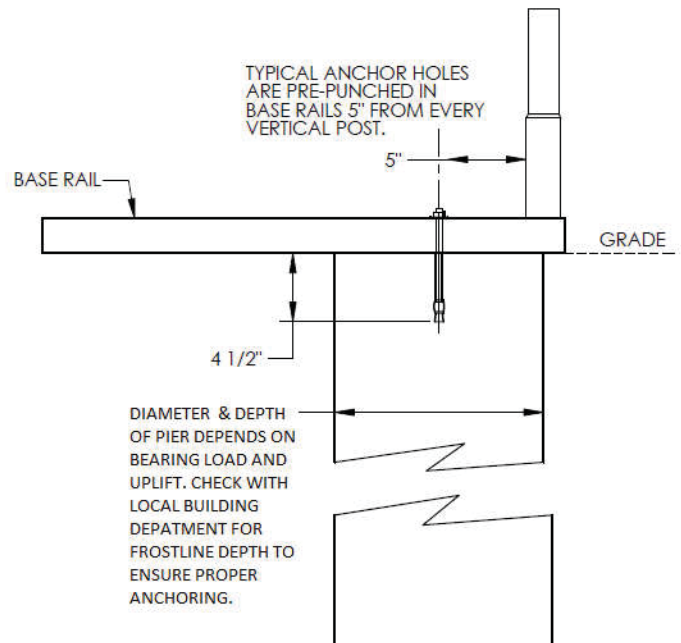 TYPICAL ANCHOR HOLES
ARE PRE-PUNCHED IN
BASE RAILS 5" FROM EVERY
VERTICAL POST.
5"
BASE RAIL
GRADE
4 1/2"
DIAMETER & DEPTH
OF PIER DEPENDS ON
BEARING LOAD AND
UPLIFT. CHECK WITH
LOCAL BUILDING
DEPATMENT FOR
FROSTLINE DEPTH TO
ENSURE PROPER
ANCHORING.